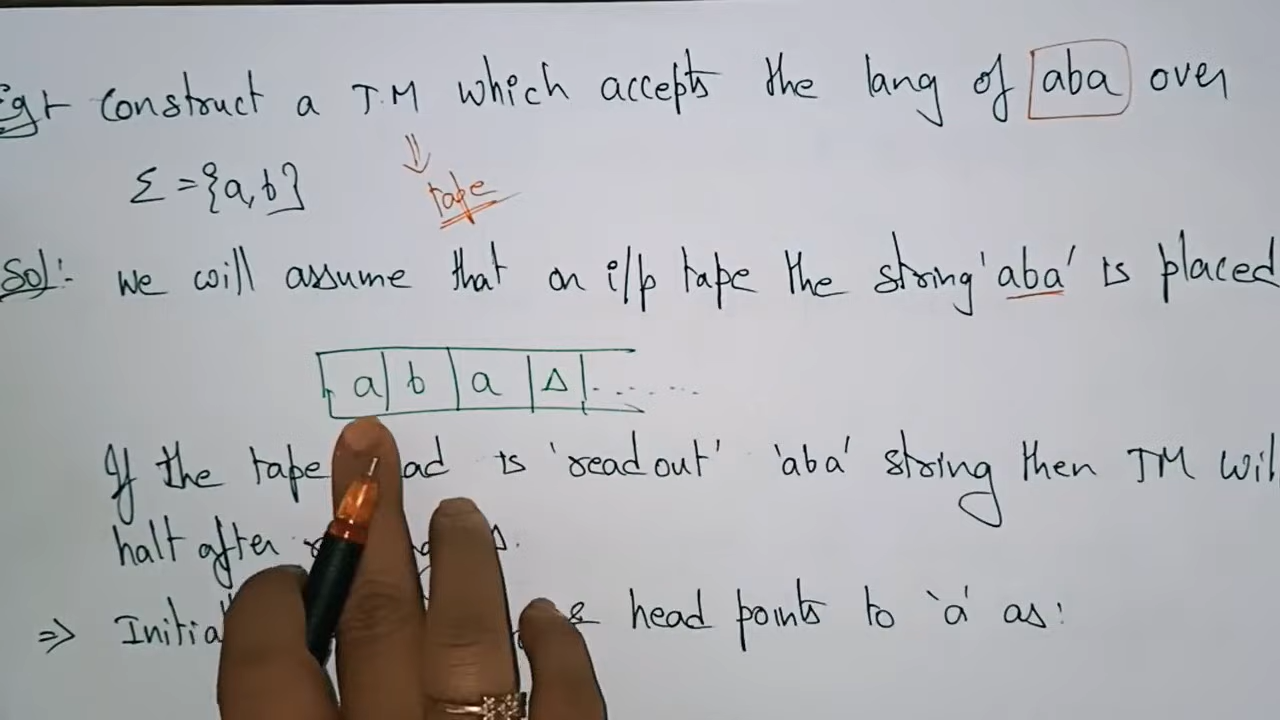 Eg:- Construct a T.M which accepts the lang of aba over
Σ = {a,b}
tape
Sol:- We will assume that on i/p tape the string 'aba' is placed
a b a Δ ......
If the tape is 'readout' 'aba' string then TM will
halt after Δ.
⇒ & head points to 'a' as: